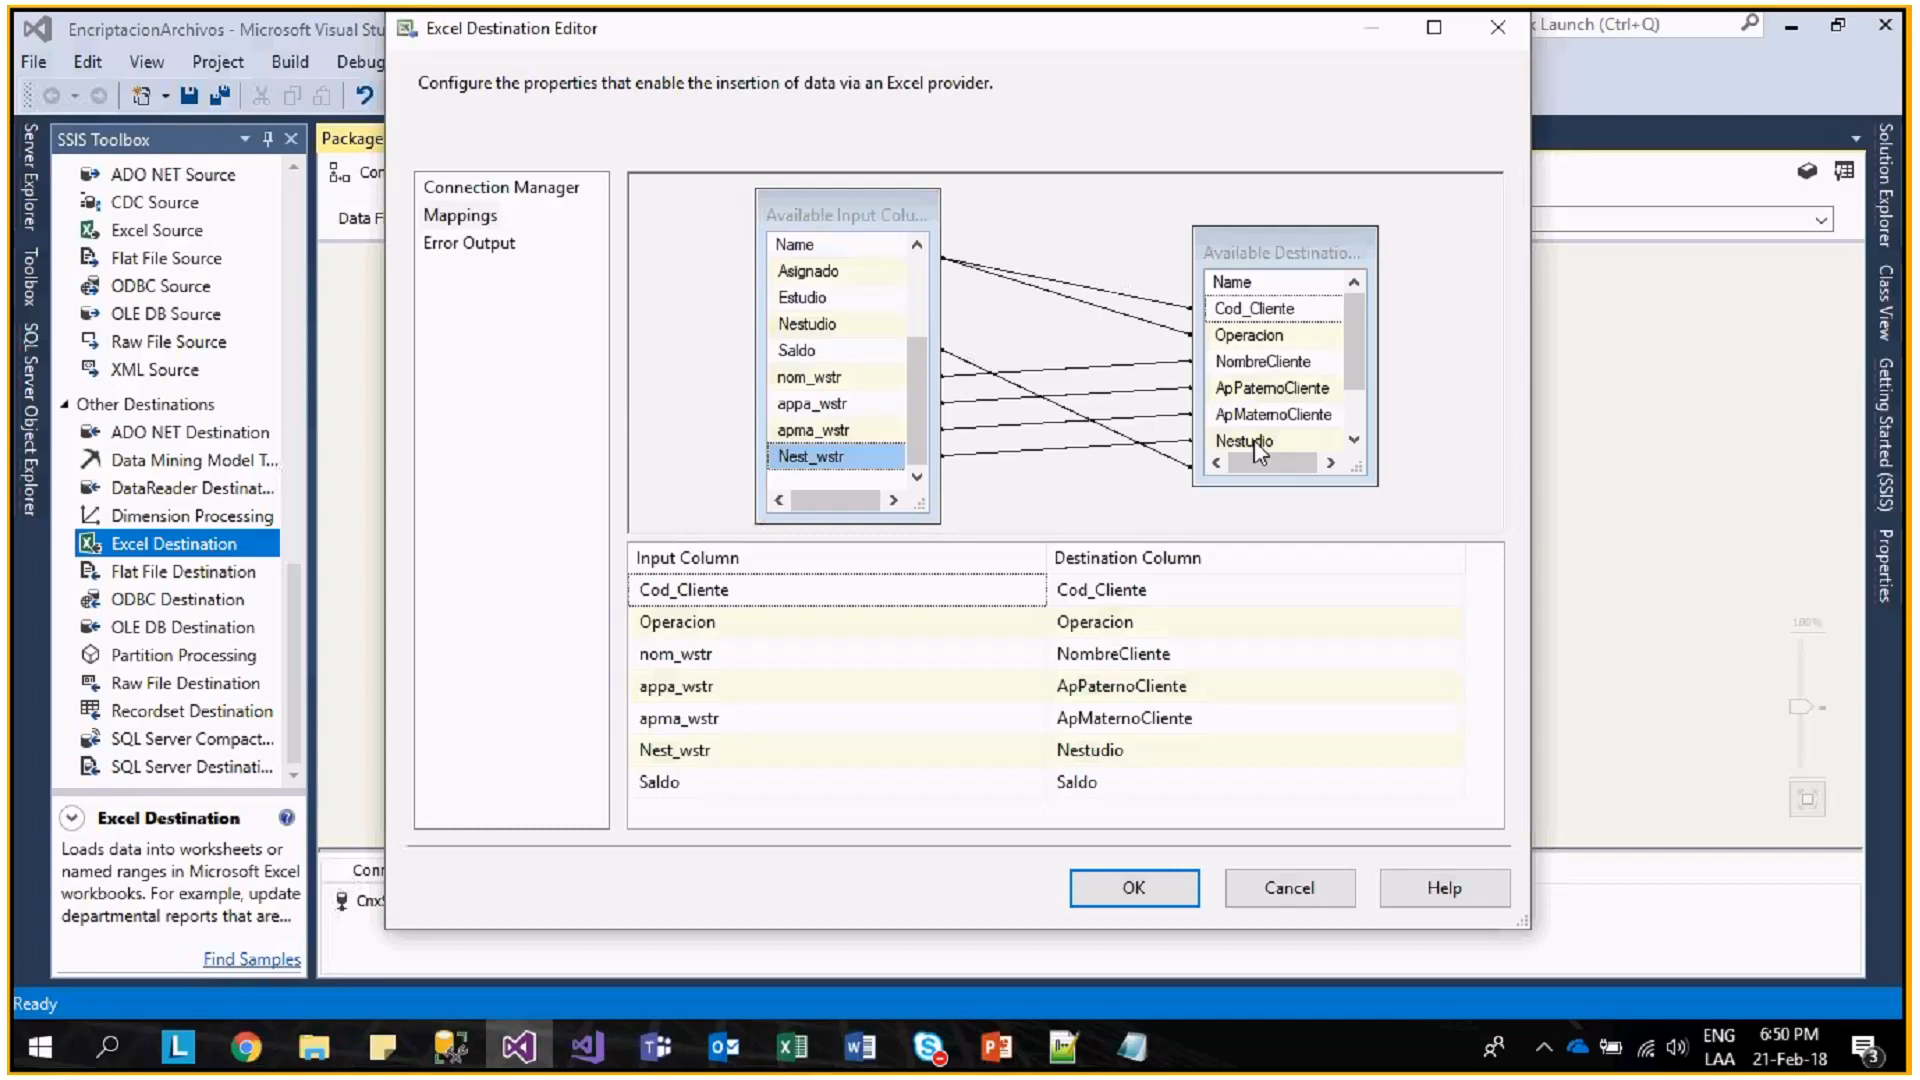 EncriptacionArchivos - Microsoft Visual Stu
Excel Destination Editor
Launch (Ctrl+Q)
File Edit View Project Build Debug
Configure the properties that enable the insertion of data via an Excel provider.
SSIS Toolbox
Package
ADO NET Source
CDC Source
Excel Source
Flat File Source
ODBC Source
OLE DB Source
Raw File Source
XML Source
Other Destinations
ADO NET Destination
Data Mining Model T...
DataReader Destinat...
Dimension Processing
Excel Destination
Flat File Destination
ODBC Destination
OLE DB Destination
Partition Processing
Raw File Destination
Recordset Destination
SQL Server Compact...
SQL Server Destinati...
Excel Destination
Loads data into worksheets or
named ranges in Microsoft Excel
workbooks. For example, update
departmental reports that are...
Find Samples
Server Explorer
Toolbox
SQL Server Object Explorer
Data F
Connection Manager
Mappings
Error Output
Available Input Colu...
Name
Asignado
Estudio
Nestudio
Saldo
nom_wstr
appa_wstr
apma_wstr
Nest_wstr
Available Destinatio...
Name
Cod_Cliente
Operacion
NombreCliente
ApPaternoCliente
ApMaternoCliente
Nestudio
Input Column Destination Column
Cod_Cliente Cod_Cliente
Operacion Operacion
nom_wstr NombreCliente
appa_wstr ApPaternoCliente
apma_wstr ApMaternoCliente
Nest_wstr Nestudio
Saldo Saldo
OK Cancel Help
Solution Explorer
Class View
Getting Started (SSIS)
Properties
100%
Ready
ENG
LAA
6:50 PM
21-Feb-18
3